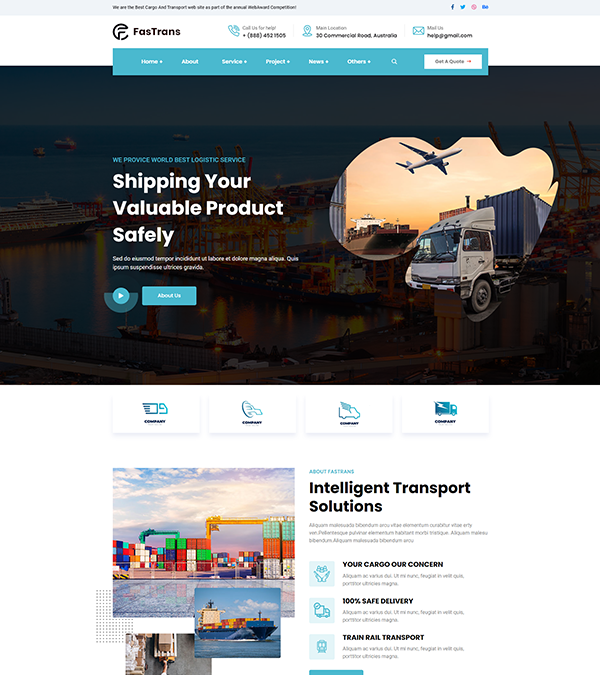 We are the Best Cargo And Transport web site as part of the annual WebAward Competition!
FasTrans
Call Us for help!
+ (888) 452 1505
Main Location
30 Commercial Road, Australia
Mail Us
help@gmail.com
Home +
About
Service +
Project +
News +
Others +
Get A Quote →
WE PROVICE WORLD BEST LOGISTIC SERVICE
Shipping Your
Valuable Product
Safely
Sed do eiusmod tempor incididunt ut labore et dolore magna aliqua. Quis
ipsum suspendisse ultrices gravida.
About Us
COMPANY
COMPANY
COMPANY
COMPANY
ABOUT FASTRANS
Intelligent Transport
Solutions
Aliquam malesuada bibendum arcu vitae elementum curabitur vitae erty
veri.Pellentesque pulvinar elementum habitant morbi tristique. Aliquam malesu
bibendum.Aliquam malesuada bibendum arcu
YOUR CARGO OUR CONCERN
Aliquam ac varius dui. Ut mi nunc, feugiat in velit quis,
porttitor ultricies magna.
100% SAFE DELIVERY
Aliquam ac varius dui. Ut mi nunc, feugiat in velit quis,
porttitor ultricies magna.
TRAIN RAIL TRANSPORT
Aliquam ac varius dui. Ut mi nunc, feugiat in velit quis,
porttitor ultricies magna.